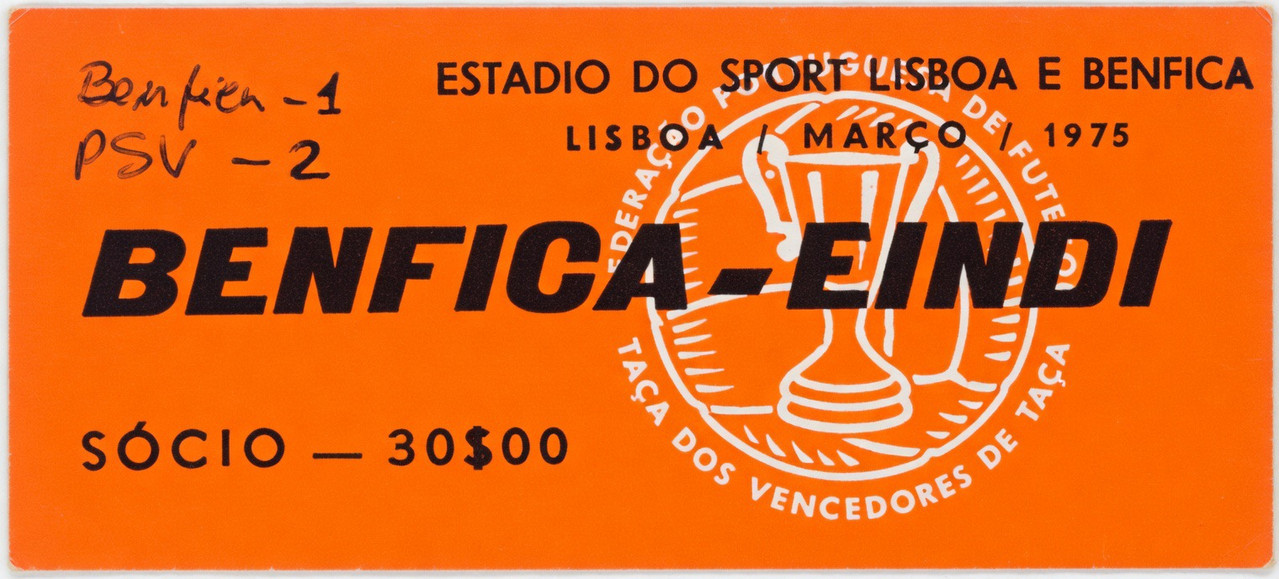 Benfica - 1
PSV - 2
ESTADIO DO SPORT LISBOA E BENFICA
LISBOA / MARÇO / 1975
BENFICA-EINDI
SÓCIO — 30$00
FEDERAÇÃO PORTUGUESA DE FUTEBOL
TAÇA DOS VENCEDORES DE TAÇA